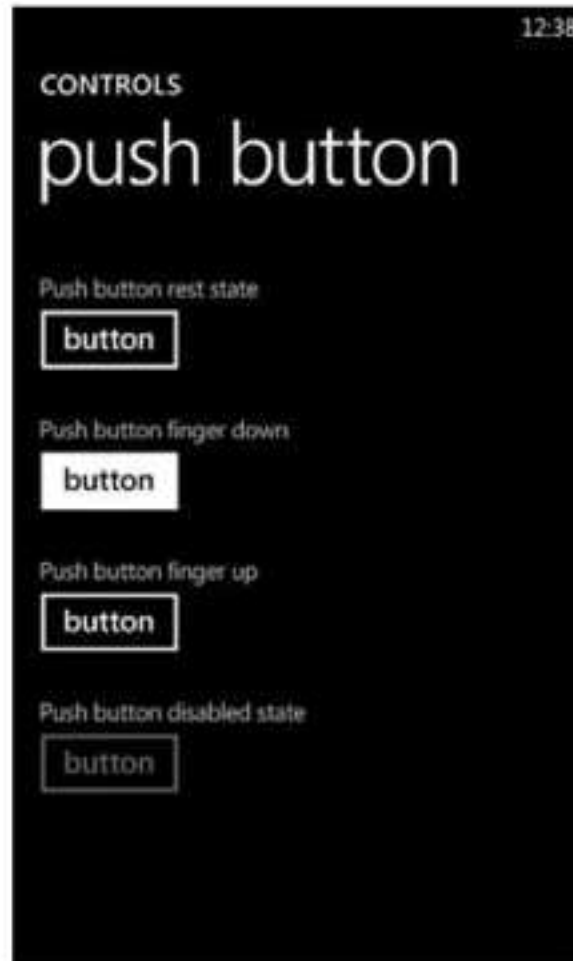 12:38
CONTROLS
push button
Push button rest state
button
Push button finger down
button
Push button finger up
button
Push button disabled state
button